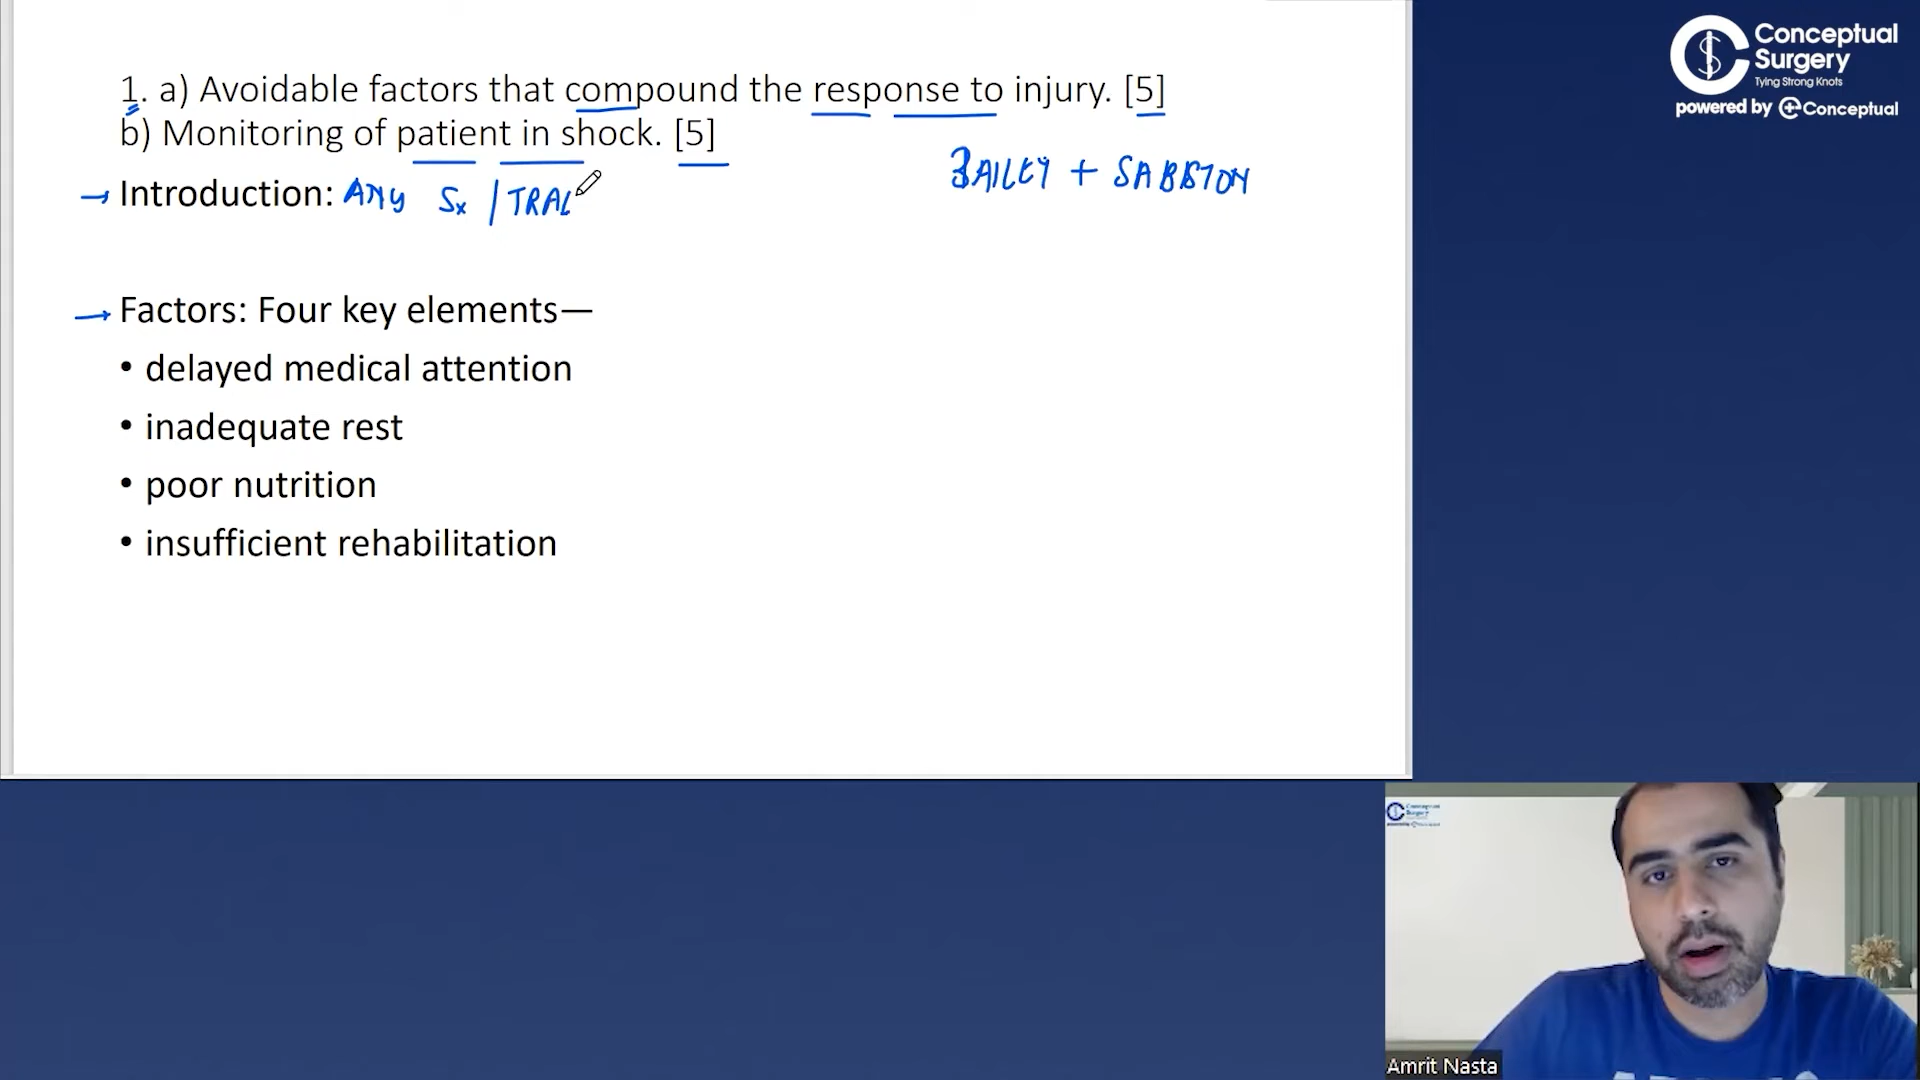 1. a) Avoidable factors that compound the response to injury. [5]
b) Monitoring of patient in shock. [5]
BAILEY + SABISTON
→ Introduction: ANY Sx / TRAU
→ Factors: Four key elements—
• delayed medical attention
• inadequate rest
• poor nutrition
• insufficient rehabilitation
Conceptual
Surgery
Tying Strong Knots
powered by Conceptual
Amrit Nasta